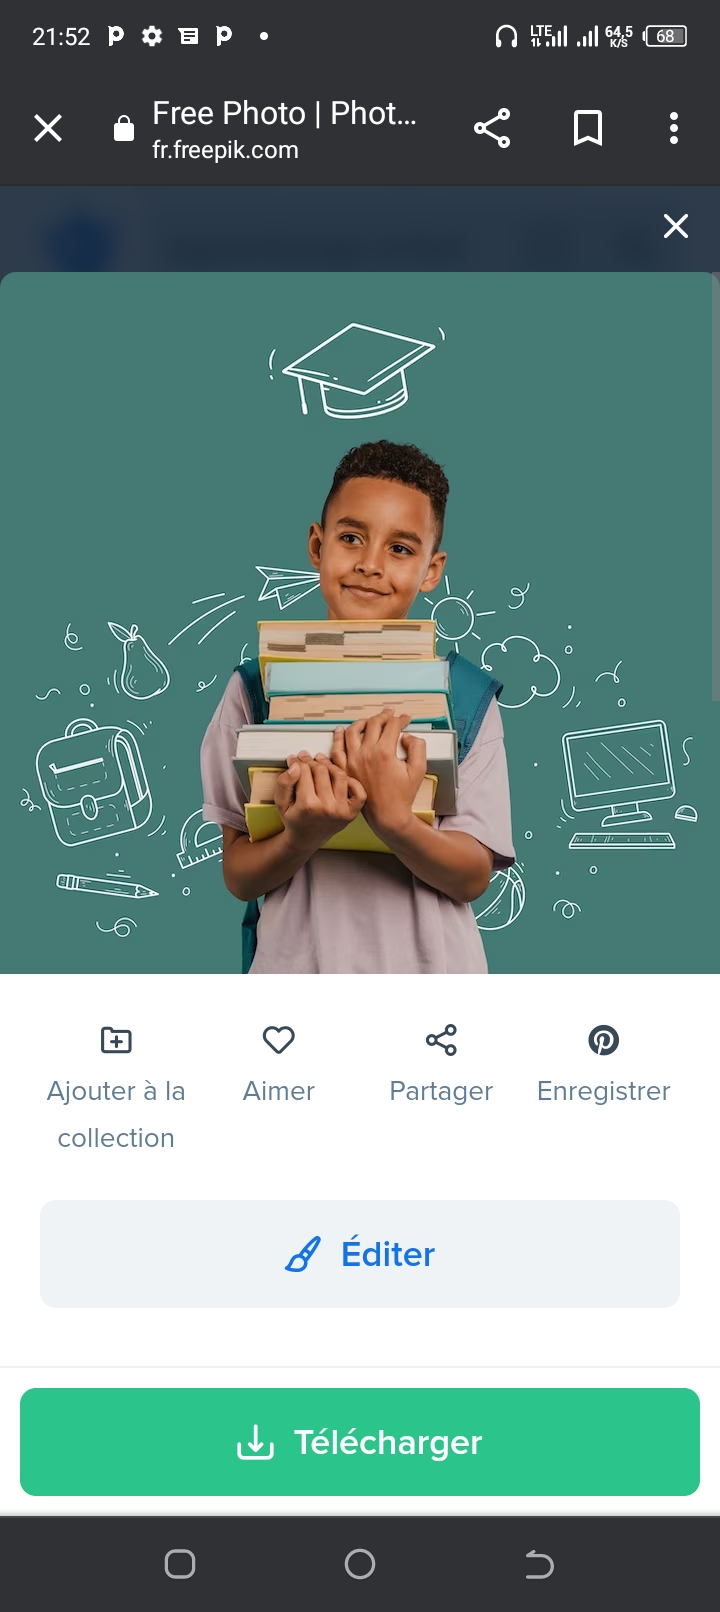 21:52
LTE
64,5
K/S
68
Free Photo | Phot...
fr.freepik.com
Ajouter à la
collection
Aimer
Partager
Enregistrer
Éditer
Télécharger